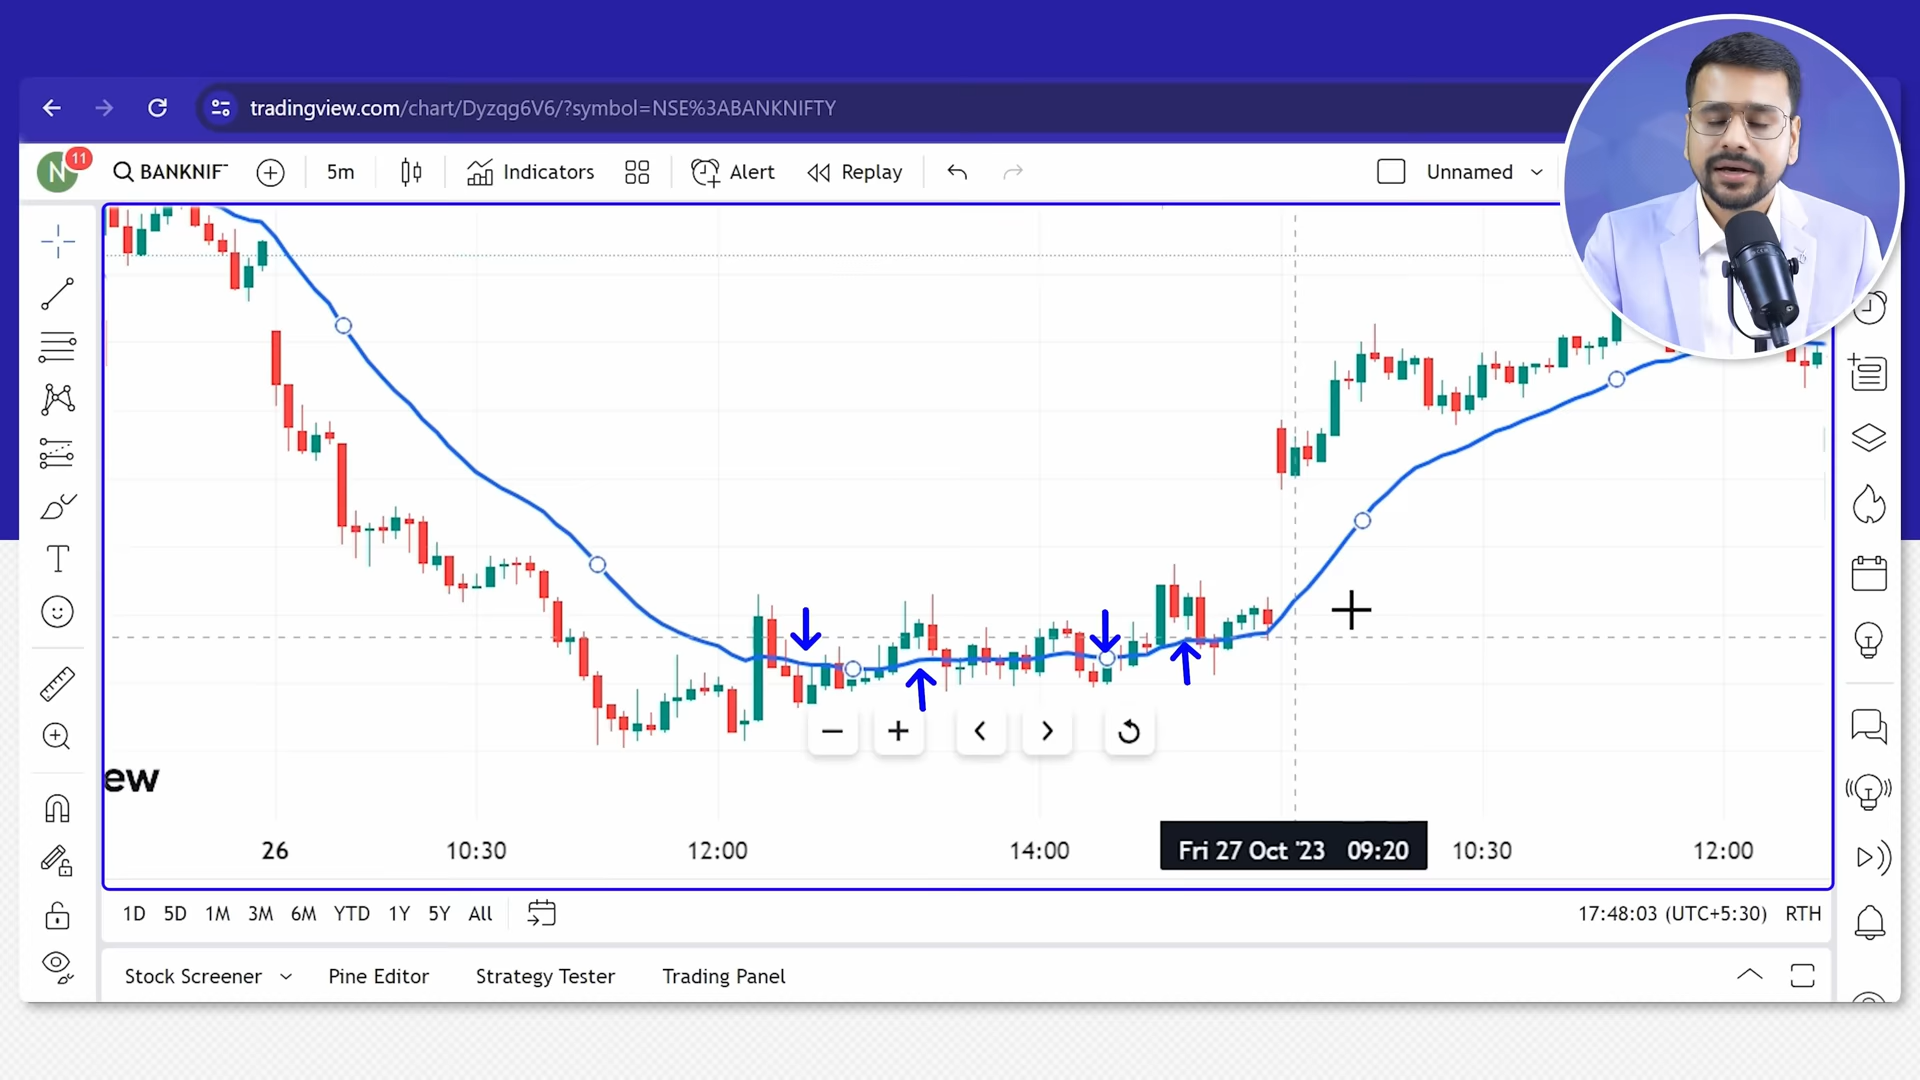 tradingview.com/chart/Dyzqg6V6/?symbol=NSE%3ABANKNIFTY
N 11 BANKNIF 5m Indicators Alert Replay Unnamed
ew
26 10:30 12:00 14:00 Fri 27 Oct '23 09:20 10:30 12:00
1D 5D 1M 3M 6M YTD 1Y 5Y All 17:48:03 (UTC+5:30) RTH
Stock Screener Pine Editor Strategy Tester Trading Panel